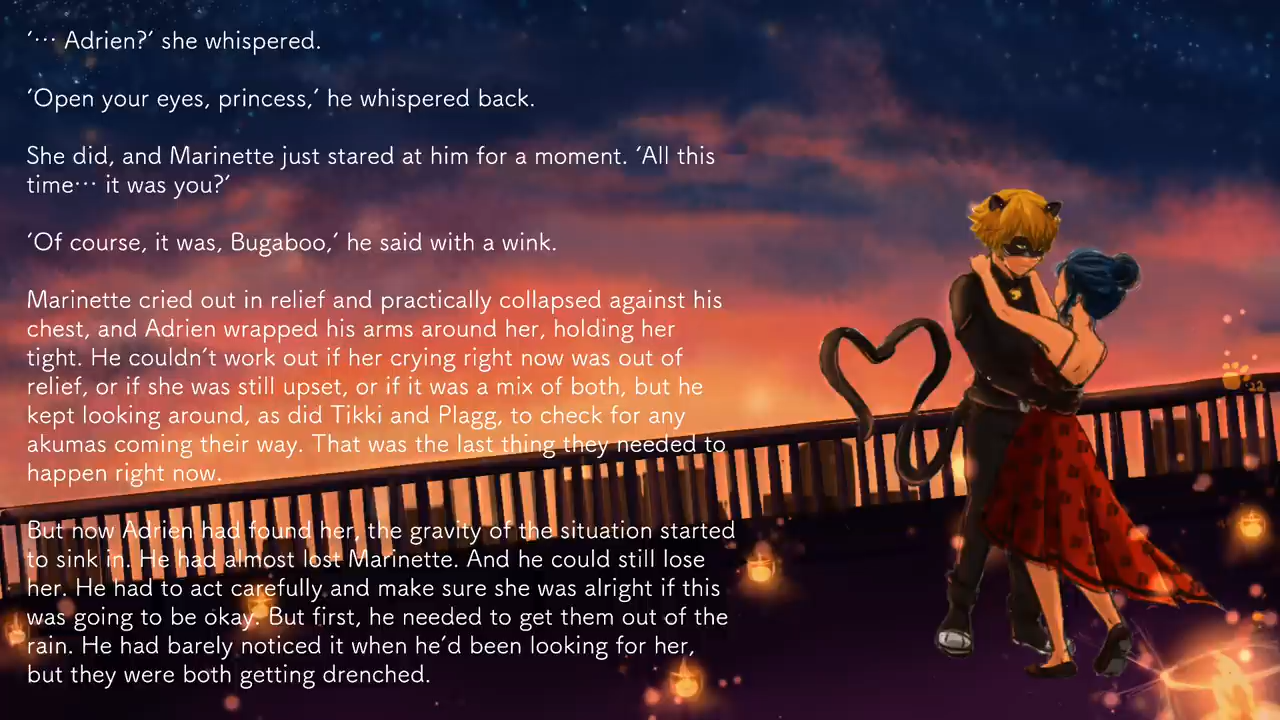 ‘… Adrien?’ she whispered.
‘Open your eyes, princess,’ he whispered back.
She did, and Marinette just stared at him for a moment. ‘All this
time… it was you?’
‘Of course, it was, Bugaboo,’ he said with a wink.
Marinette cried out in relief and practically collapsed against his
chest, and Adrien wrapped his arms around her, holding her
tight. He couldn’t work out if her crying right now was out of
relief, or if she was still upset, or if it was a mix of both, but he
kept looking around, as did Tikki and Plagg, to check for any
akumas coming their way. That was the last thing they needed to
happen right now.
But now Adrien had found her, the gravity of the situation started
to sink in. He had almost lost Marinette. And he could still lose
her. He had to act carefully and make sure she was alright if this
was going to be okay. But first, he needed to get them out of the
rain. He had barely noticed it when he’d been looking for her,
but they were both getting drenched.
'22